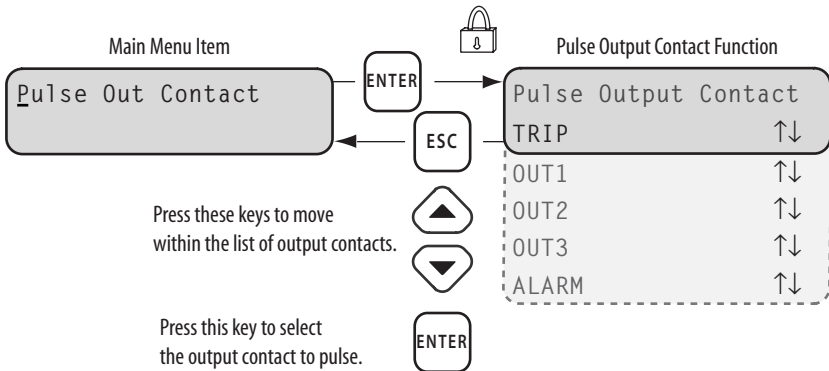 Main Menu Item
Pulse Output Contact Function
Pulse Out Contact
ENTER
Pulse Output Contact
TRIP ↑↓
ESC
OUT1 ↑↓
OUT2 ↑↓
OUT3 ↑↓
ALARM ↑↓
Press these keys to move
within the list of output contacts.
Press this key to select
the output contact to pulse.
ENTER